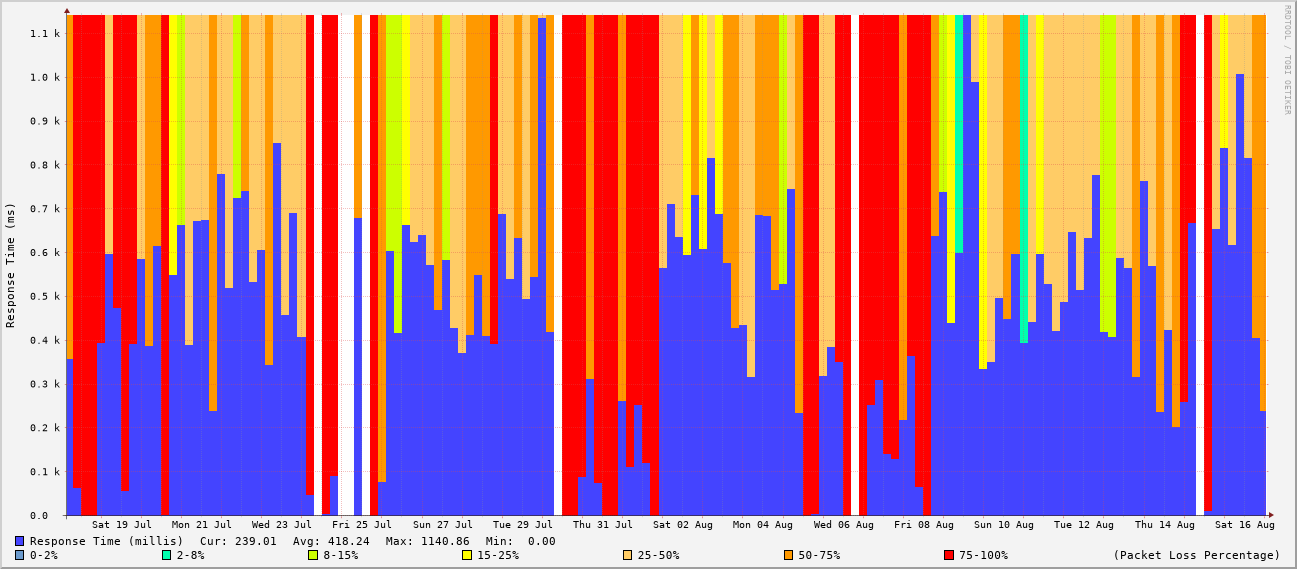 RRDTOOL / TOBI OETIKER
Response Time (ms)
1.1 k
1.0 k
0.9 k
0.8 k
0.7 k
0.6 k
0.5 k
0.4 k
0.3 k
0.2 k
0.1 k
0.0
Sat 19 Jul Mon 21 Jul Wed 23 Jul Fri 25 Jul Sun 27 Jul Tue 29 Jul Thu 31 Jul Sat 02 Aug Mon 04 Aug Wed 06 Aug Fri 08 Aug Sun 10 Aug Tue 12 Aug Thu 14 Aug Sat 16 Aug
Response Time (millis) Cur: 239.01 Avg: 418.24 Max: 1140.86 Min: 0.00
0-2% 2-8% 8-15% 15-25% 25-50% 50-75% 75-100% (Packet Loss Percentage)